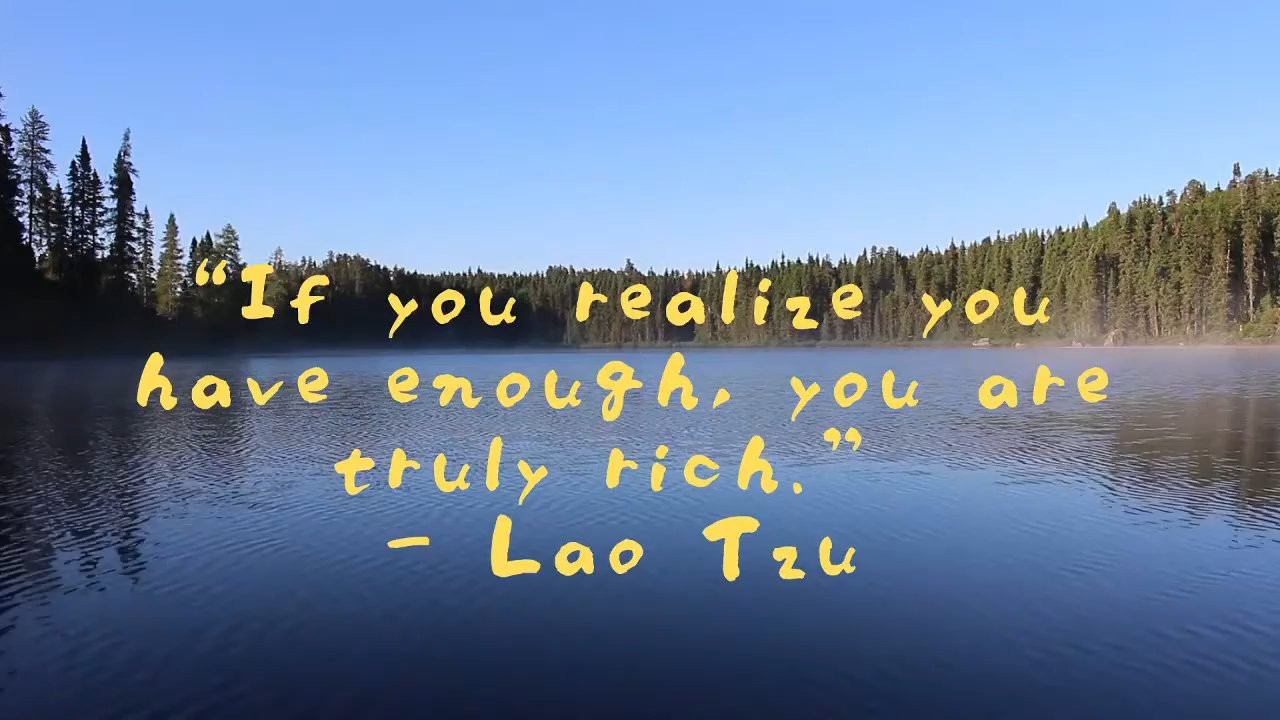 “If you realize you
have enough, you are
truly rich.”
- Lao Tzu